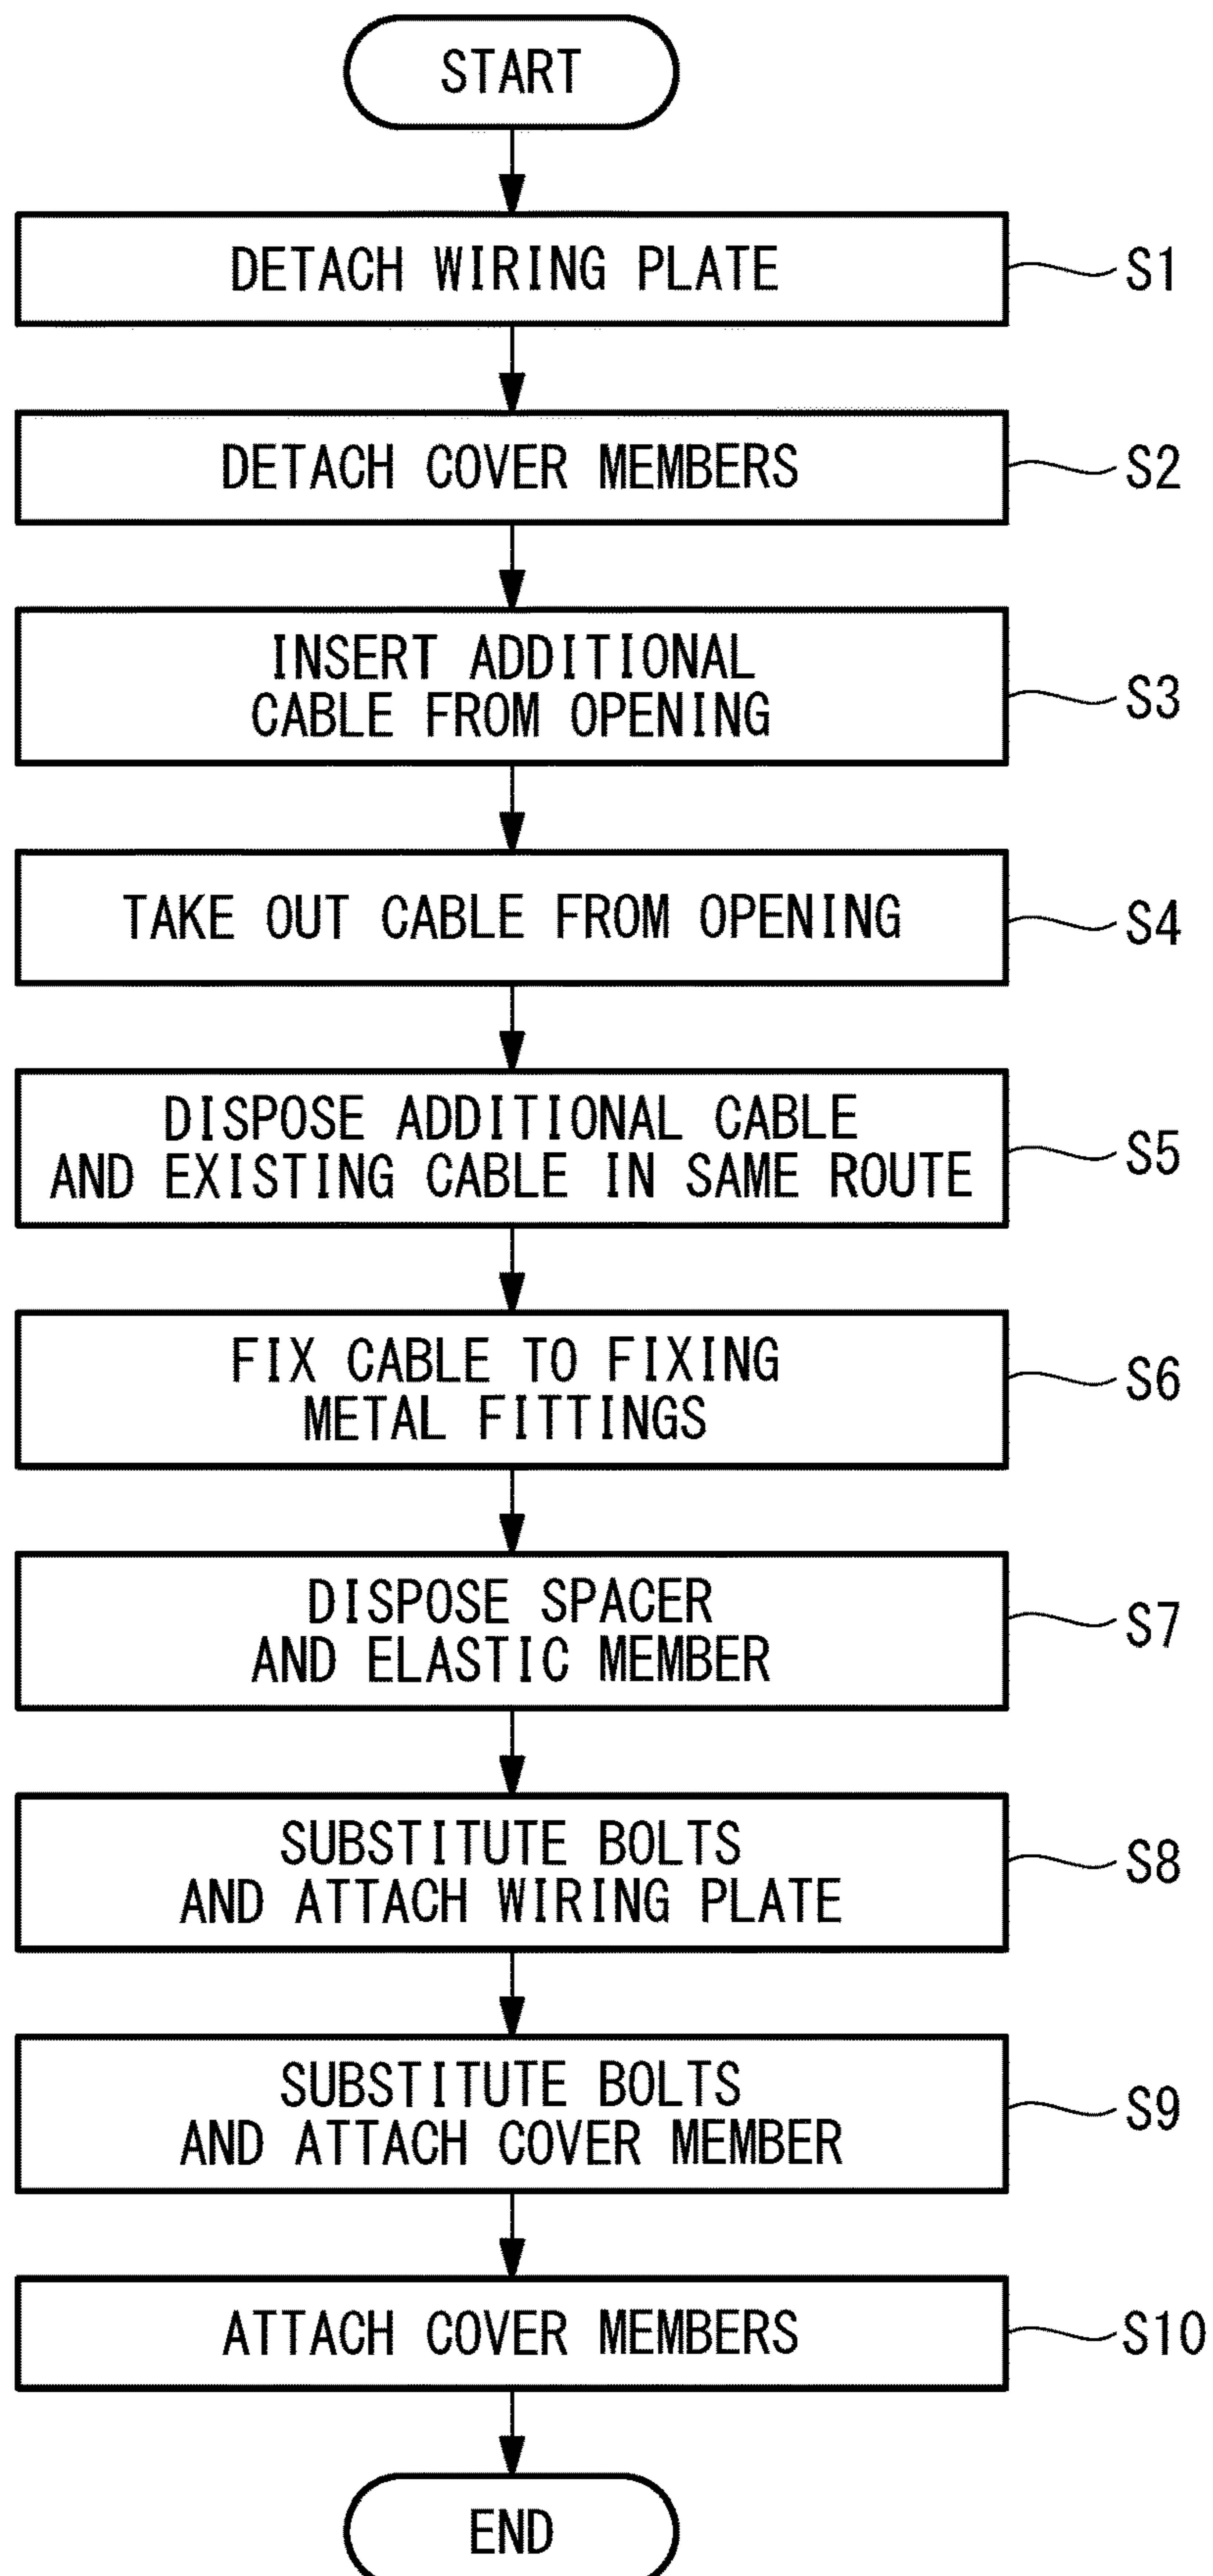 START
DETACH WIRING PLATE
S1
DETACH COVER MEMBERS
S2
INSERT ADDITIONAL
CABLE FROM OPENING
S3
TAKE OUT CABLE FROM OPENING
S4
DISPOSE ADDITIONAL CABLE
AND EXISTING CABLE IN SAME ROUTE
S5
FIX CABLE TO FIXING
METAL FITTINGS
S6
DISPOSE SPACER
AND ELASTIC MEMBER
S7
SUBSTITUTE BOLTS
AND ATTACH WIRING PLATE
S8
SUBSTITUTE BOLTS
AND ATTACH COVER MEMBER
S9
ATTACH COVER MEMBERS
S10
END